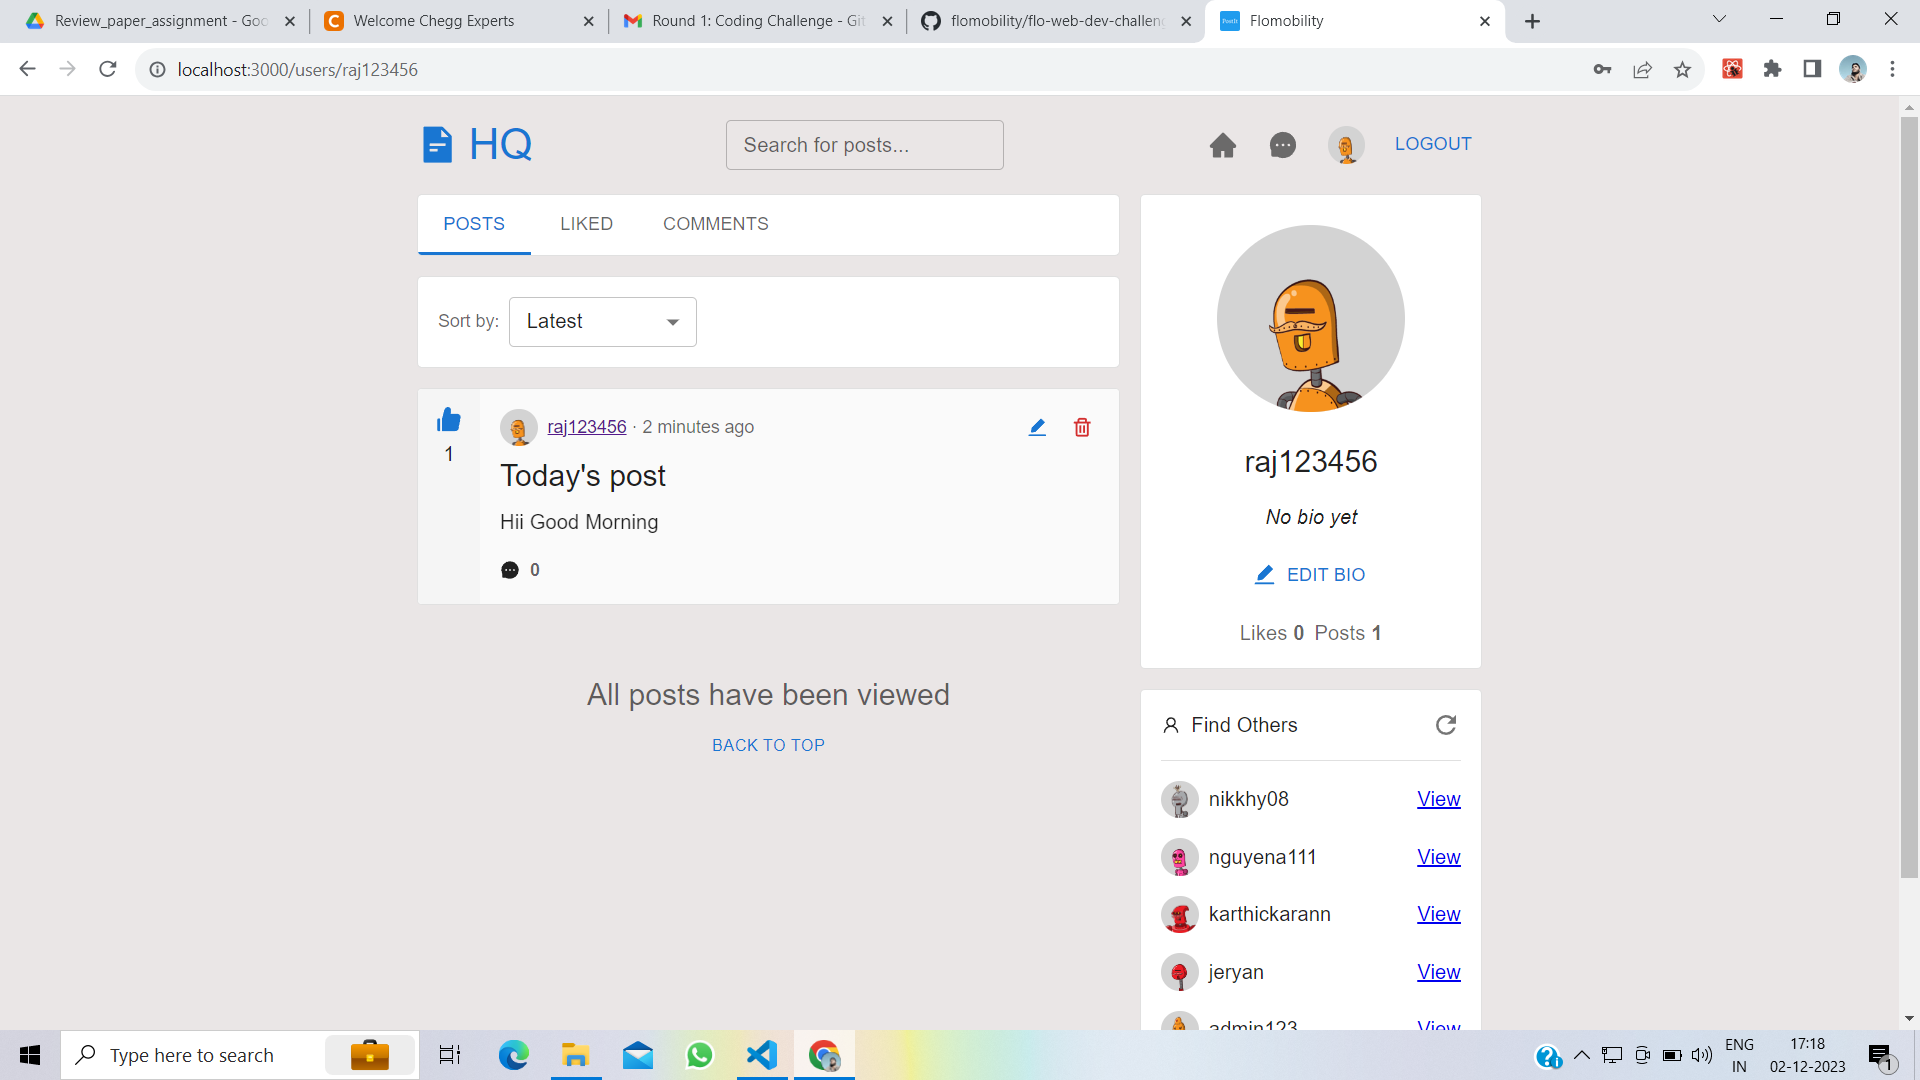 Review_paper_assignment - Goo
Welcome Chegg Experts
Round 1: Coding Challenge - Git
flomobility/flo-web-dev-challeng
Flomobility
localhost:3000/users/raj123456
HQ
Search for posts...
LOGOUT
POSTS
LIKED
COMMENTS
Sort by:
Latest
1
raj123456 · 2 minutes ago
Today's post
Hii Good Morning
0
All posts have been viewed
BACK TO TOP
raj123456
No bio yet
EDIT BIO
Likes 0 Posts 1
Find Others
nikkhy08 View
nguyena111 View
karthickarann View
jeryan View
admin123 View
Type here to search
ENG
IN
17:18
02-12-2023
1